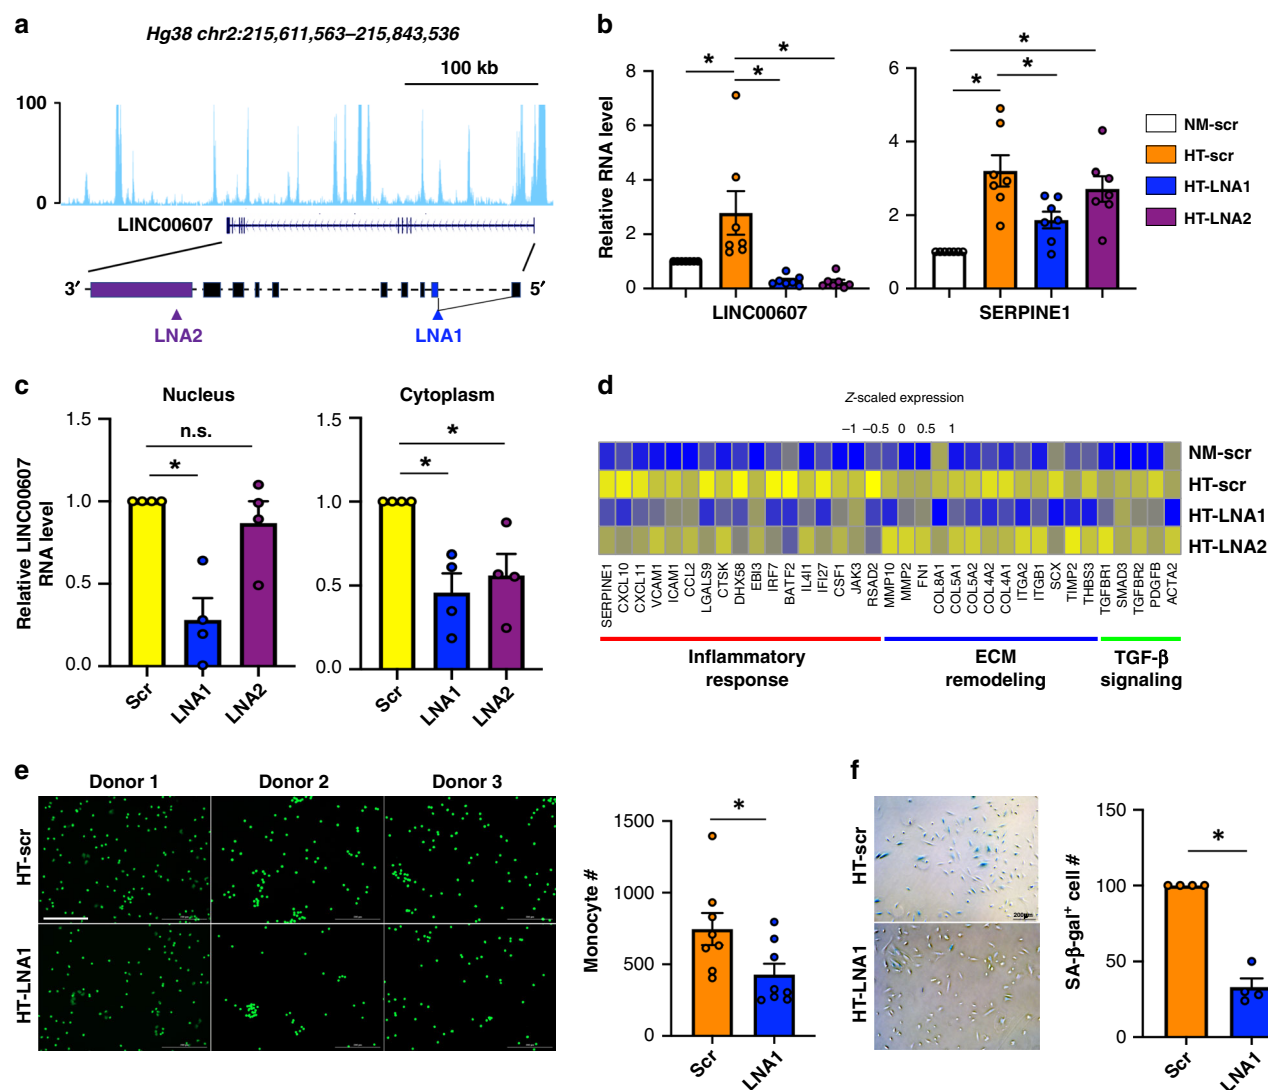 a
Hg38 chr2:215,611,563–215,843,536
100 kb
100
0
LINC00607
3′
5′
LNA2
LNA1
b
Relative RNA level
8
6
4
2
0
*
*
*
LINC00607
6
4
2
0
*
*
*
SERPINE1
NM-scr
HT-scr
HT-LNA1
HT-LNA2
c
Relative LINC00607
RNA level
Nucleus
1.5
1.0
0.5
0.0
n.s.
*
Scr
LNA1
LNA2
Cytoplasm
1.5
1.0
0.5
0.0
*
*
Scr
LNA1
LNA2
d
Z-scaled expression
−1 −0.5 0 0.5 1
NM-scr
HT-scr
HT-LNA1
HT-LNA2
SERPINE1
CXCL10
CXCL11
VCAM1
ICAM1
CCL2
LGALS9
CTSK
DHX58
EBI3
IRF7
BATF2
IL4I1
IFI27
CSF1
JAK3
RSAD2
MMP10
MMP2
FN1
COL8A1
COL5A1
COL5A2
COL4A2
COL4A1
ITGA2
ITGB1
SCX
TIMP2
THBS3
TGFBR1
SMAD3
TGFBR2
PDGFB
ACTA2
Inflammatory
response
ECM
remodeling
TGF-β
signaling
e
Donor 1
Donor 2
Donor 3
HT-scr
HT-LNA1
Monocyte #
1500
1000
500
0
*
Scr
LNA1
f
HT-scr
HT-LNA1
200μm
SA-β-gal⁺ cell #
150
100
50
0
*
Scr
LNA1